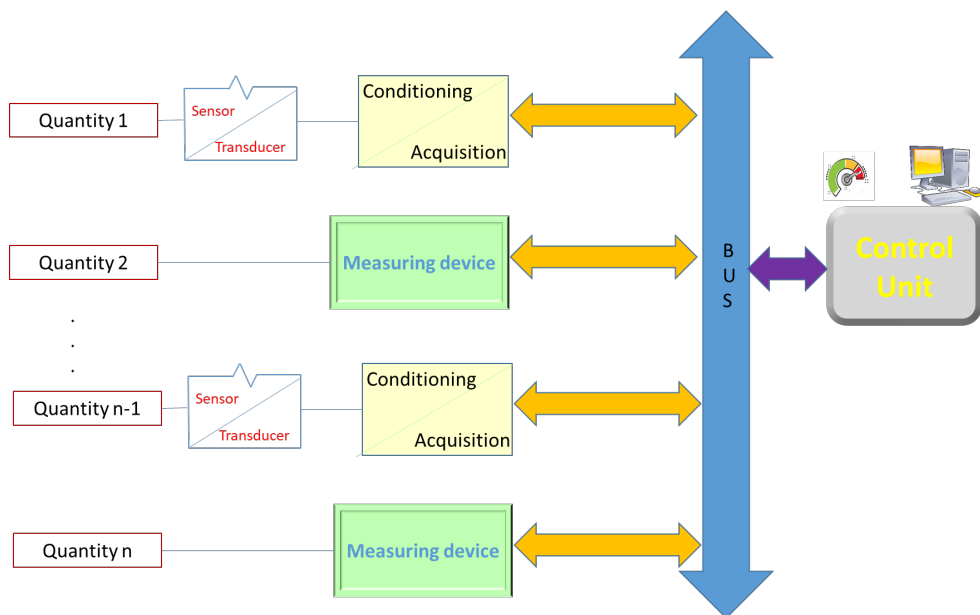 Quantity 1
Sensor
Transducer
Conditioning
Acquisition
Quantity 2
Measuring device
.
.
.
Quantity n-1
Sensor
Transducer
Conditioning
Acquisition
Quantity n
Measuring device
B
U
S
Control
Unit